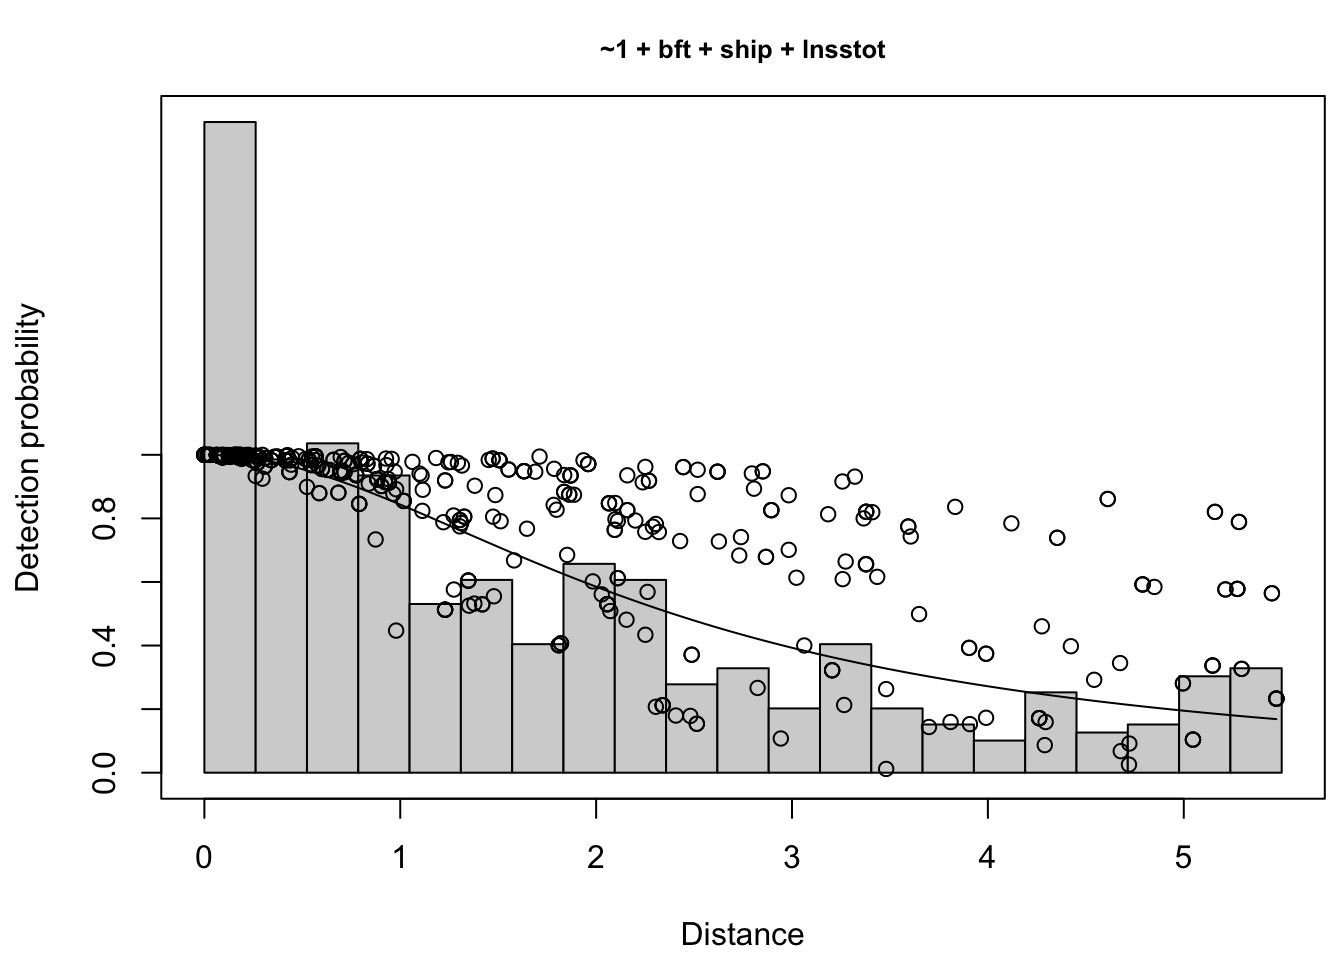 ~1 + bft + ship + lnsstot
Detection probability
0.8
0.4
0.0
0 1 2 3 4 5
Distance